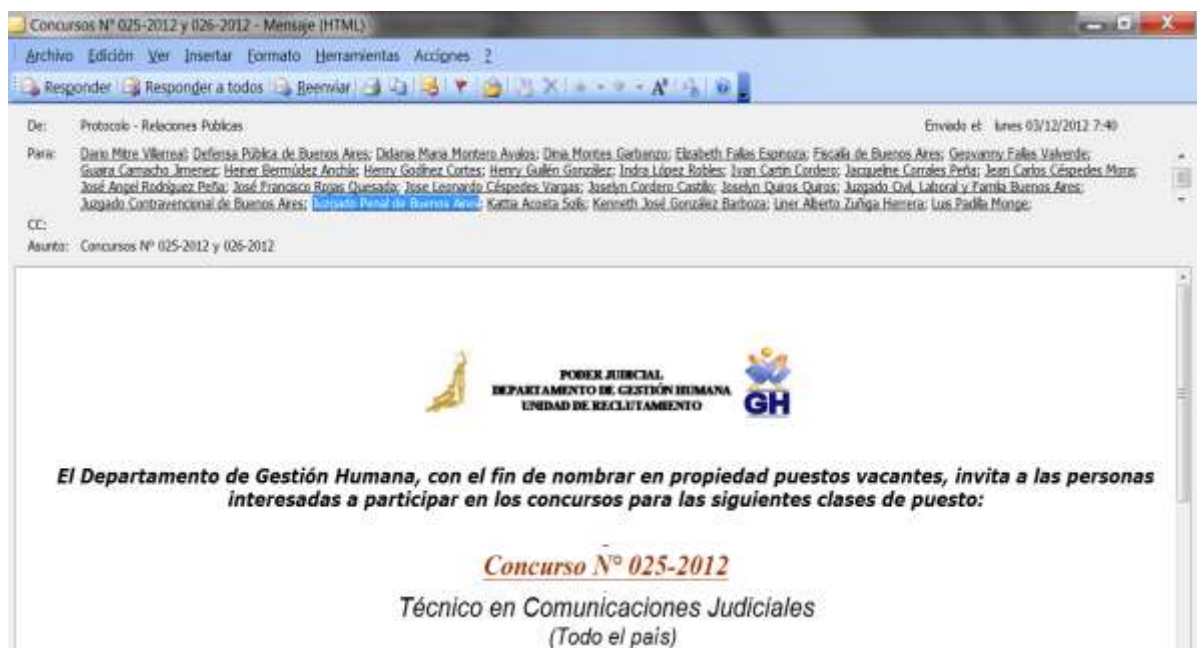 Concursos N° 025-2012 y 026-2012 - Mensaje (HTML)
Archivo Edición Ver Insertar Formato Herramientas Acciones ?
Responder Responder a todos Reenviar
De: Protocolo - Relaciones Publicas Enviado el: lunes 03/12/2012 7:40
Para: Dario Mitre Villerreal; Defensa Pública de Buenos Aires; Didania Maria Montero Avalos; Dinia Montes Garbanzo; Elizabeth Fallas Espinoza; Fiscalía de Buenos Aires; Geovanny Fallas Valverde;
Guaira Camacho Jimenez; Heiner Bermúdez Anchía; Henry Godinez Cortes; Henry Guillén González; Indra López Robles; Ivan Cartin Cordero; Jacqueline Corrales Peña; Jean Carlos Céspedes Mora;
José Angel Rodríguez Peña; José Francisco Rojas Quesada; Jose Leonardo Céspedes Vargas; Joselyn Cordero Castillo; Joselyn Quiros Quiros; Juzgado Civil, Laboral y Familia Buenos Aires;
Juzgado Contravencional de Buenos Aires; Juzgado Penal de Buenos Aires; Kattia Acosta Solis; Kenneth José González Barboza; Liner Alberto Zuñiga Herrera; Luis Padilla Monge;
CC:
Asunto: Concursos Nº 025-2012 y 026-2012
PODER JUDICIAL
DEPARTAMENTO DE GESTIÓN HUMANA
UNIDAD DE RECLUTAMIENTO
GH
El Departamento de Gestión Humana, con el fin de nombrar en propiedad puestos vacantes, invita a las personas
interesadas a participar en los concursos para las siguientes clases de puesto:
Concurso N° 025-2012
Técnico en Comunicaciones Judiciales
(Todo el país)